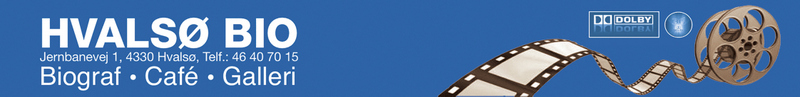 HVALSØ BIO
Jernbanevej 1, 4330 Hvalsø, Telf.: 46 40 70 15
Biograf • Café • Galleri
DOLBY